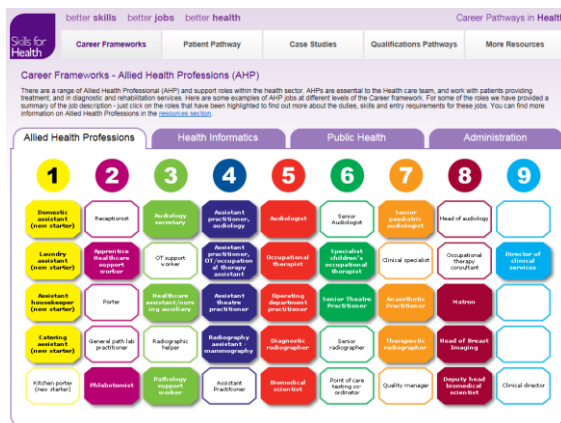 better skills better jobs better health
Career Pathways in Health
Skills for
Health
Career Frameworks
Patient Pathway
Case Studies
Qualifications Pathways
More Resources
Career Frameworks - Allied Health Professions (AHP)
There are a range of Allied Health Professional (AHP) and support roles within the health sector. AHPs are essential to the Health care team, and work with patients providing
treatment, and in diagnostic and rehabilitation services. Here are some examples of AHP jobs at different levels of the Career framework. For some of the roles we have provided a
summary of the job description - just click on the roles that have been highlighted to find out more about the duties, skills and entry requirements for these jobs. You can find more
information on Allied Health Professions in the resources section.
Allied Health Professions
Health Informatics
Public Health
Administration
1 2 3 4 5 6 7 8 9
Domestic
assistant
(new starter)
Receptionist
Audiology
secretary
Assistant
practitioner,
audiology
Audiologist
Senior
Audiologist
Senior
paediatric
audiologist
Head of audiology
Laundry
assistant
(new starter)
Apprentice
Healthcare
support
worker
OT support
worker
Assistant
practitioner,
OT/occupation
al therapy
assistant
Occupational
therapist
Specialist
children's
occupational
therapist
Clinical specialist
Occupational
therapy
consultant
Director of
clinical
services
Assistant
housekeeper
(new starter)
Porter
Healthcare
assistant/nurs
ing auxiliary
Assistant
theatre
practitioner
Operating
department
practitioner
Senior Theatre
Practitioner
Anaesthetic
Practitioner
Matron
Catering
assistant
(new starter)
General path lab
practitioner
Radiographic
helper
Radiography
assistant -
mammography
Diagnostic
radiographer
Senior
radiographer
Therapeutic
radiographer
Head of Breast
Imaging
Kitchen porter
(new starter)
Phlebotomist
Pathology
support
worker
Assistant
Practitioner
Biomedical
scientist
Point of care
testing co-
ordinator
Quality manager
Deputy head
biomedical
scientist
Clinical director